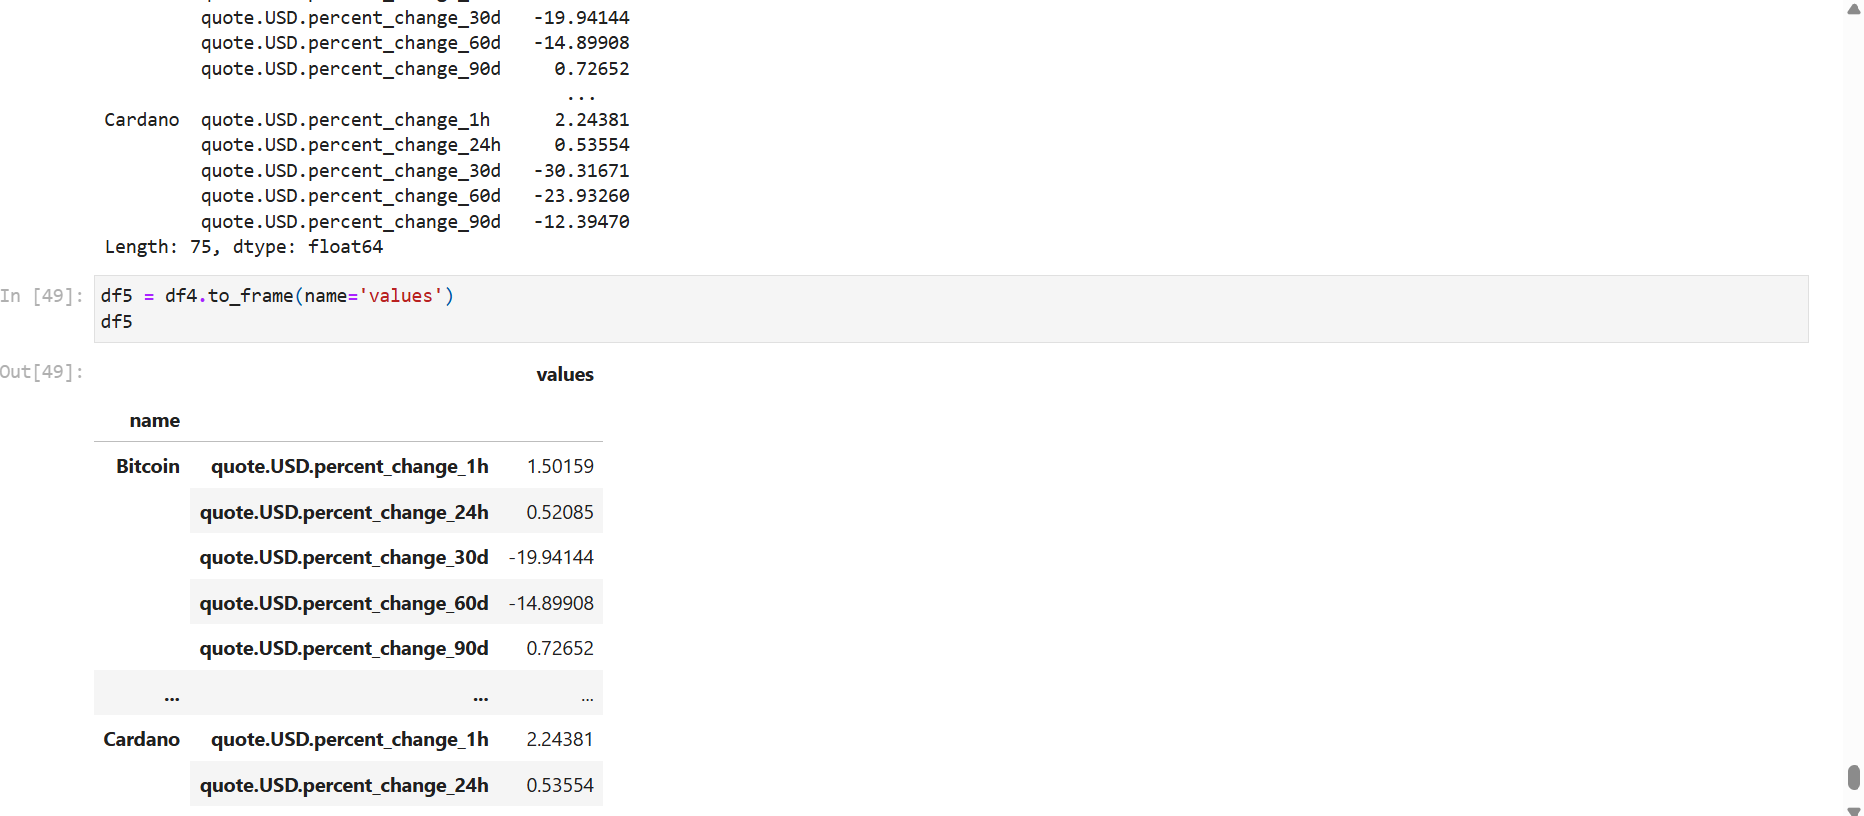 quote.USD.percent_change_30d -19.94144
quote.USD.percent_change_60d -14.89908
quote.USD.percent_change_90d 0.72652
...
Cardano quote.USD.percent_change_1h 2.24381
quote.USD.percent_change_24h 0.53554
quote.USD.percent_change_30d -30.31671
quote.USD.percent_change_60d -23.93260
quote.USD.percent_change_90d -12.39470
Length: 75, dtype: float64
In [49]: df5 = df4.to_frame(name='values')
df5
Out[49]:
values
name
Bitcoin quote.USD.percent_change_1h 1.50159
quote.USD.percent_change_24h 0.52085
quote.USD.percent_change_30d -19.94144
quote.USD.percent_change_60d -14.89908
quote.USD.percent_change_90d 0.72652
... ... ...
Cardano quote.USD.percent_change_1h 2.24381
quote.USD.percent_change_24h 0.53554